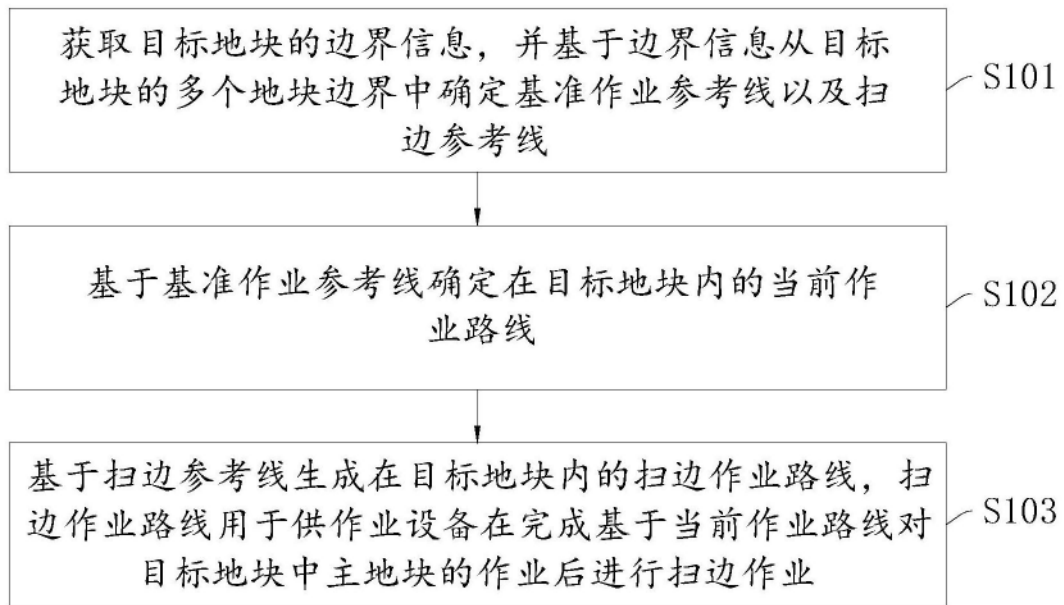 获取目标地块的边界信息，并基于边界信息从目标
地块的多个地块边界中确定基准作业参考线以及扫
边参考线
S101
基于基准作业参考线确定在目标地块内的当前作
业路线
S102
基于扫边参考线生成在目标地块内的扫边作业路线，扫
边作业路线用于供作业设备在完成基于当前作业路线对
目标地块中主地块的作业后进行扫边作业
S103